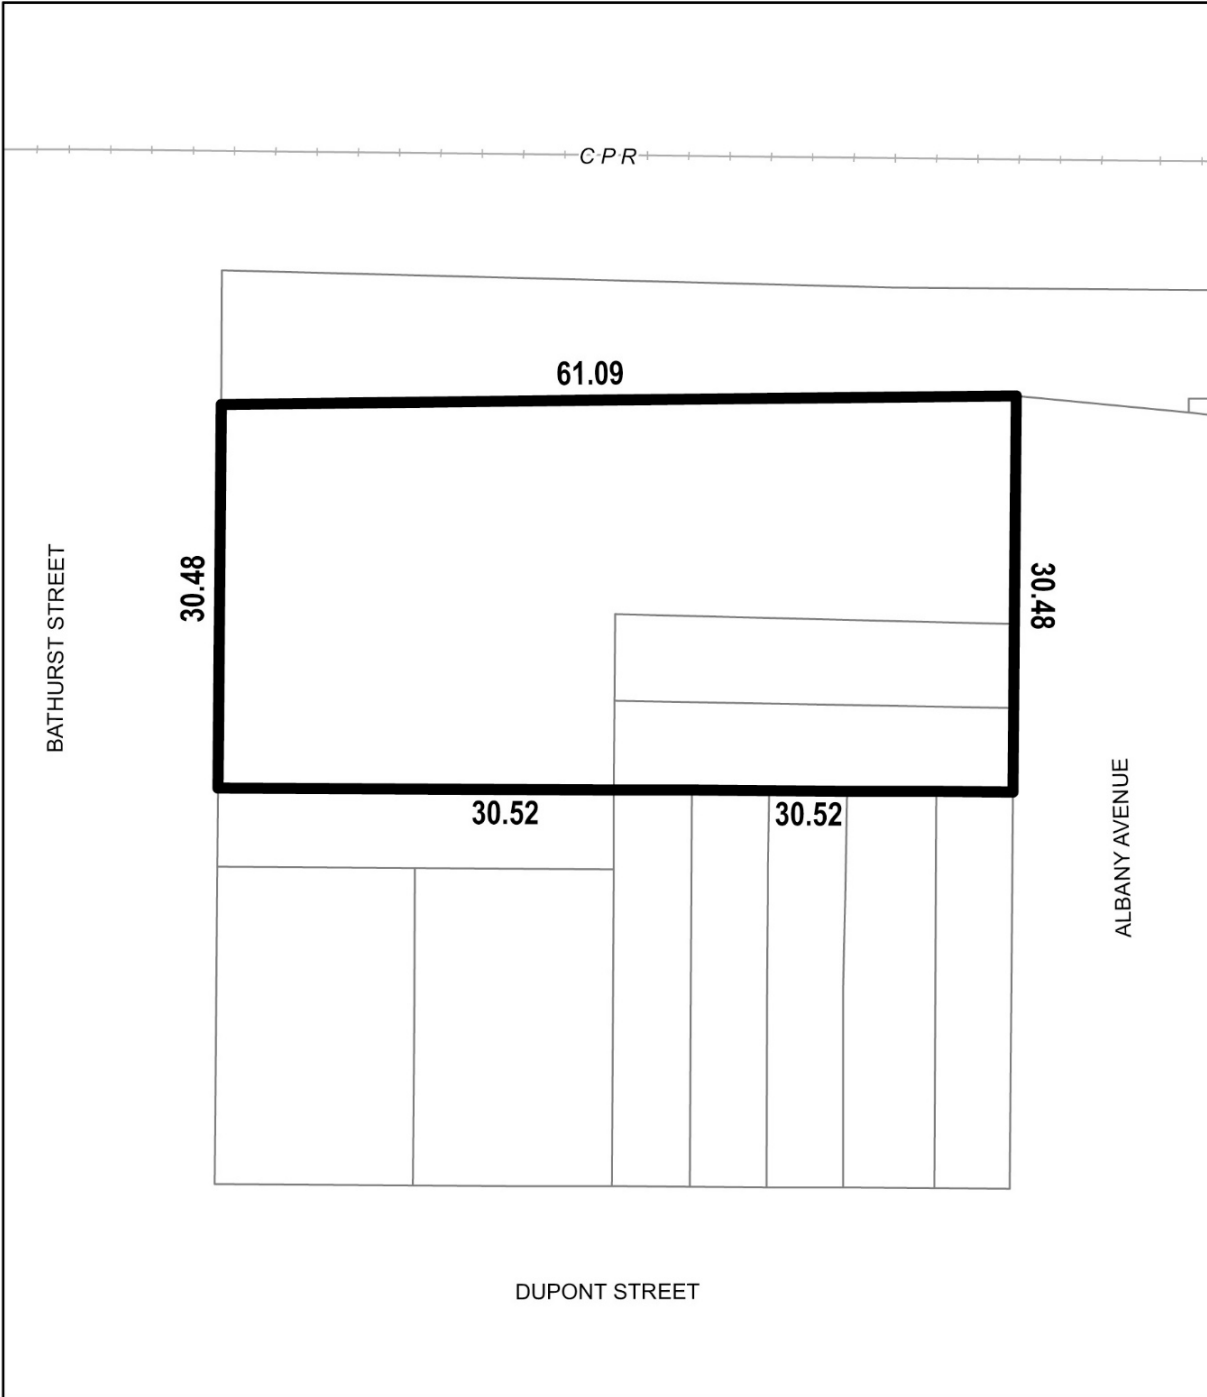 CPR
61.09
30.48
30.48
BATHURST STREET
30.52
30.52
ALBANY AVENUE
DUPONT STREET